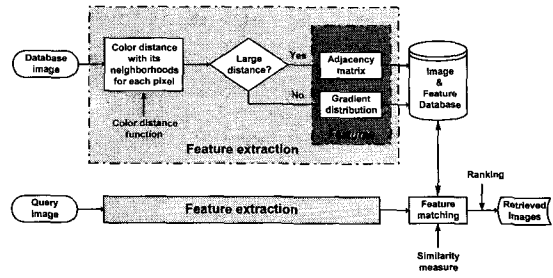 Database
image
Color distance
with its
neighborhoods
for each pixel
Color distance
function
Large
distance?
Yes
No
Adjacency
matrix
Gradient
distribution
Features
Feature extraction
Image
&
Feature
Database
Query
image
Feature extraction
Feature
matching
Similarity
measure
Ranking
Retrieved
Images